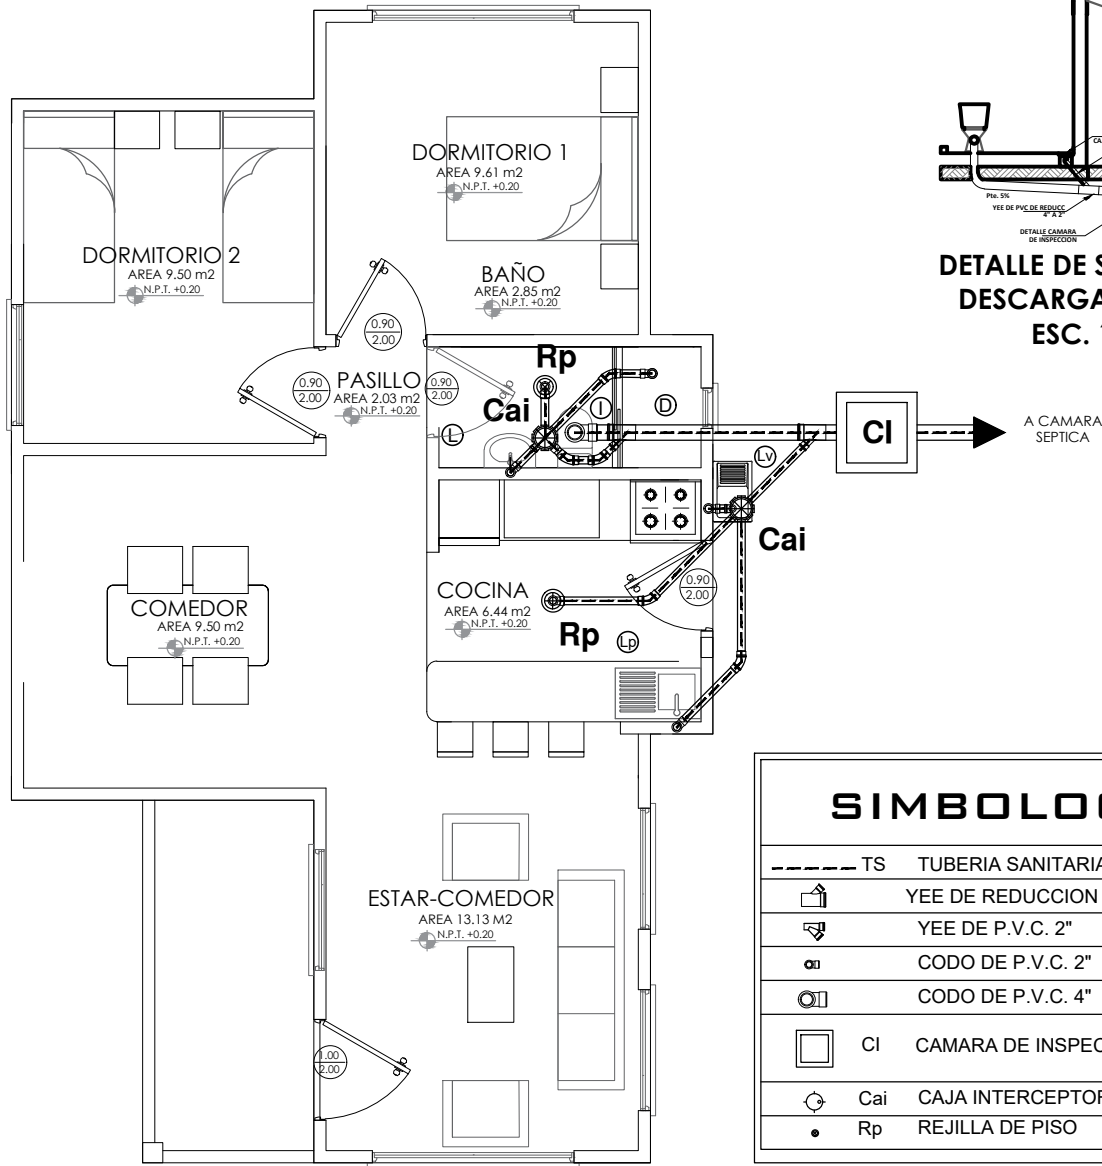 DORMITORIO 1
AREA 9.61 m2
N.P.T. +0.20
DORMITORIO 2
AREA 9.50 m2
N.P.T. +0.20
BAÑO
AREA 2.85 m2
N.P.T. +0.20
0.90
2.00
0.90
2.00
PASILLO
AREA 2.03 m2
N.P.T. +0.20
0.90
2.00
Rp
Cai
L
I
D
Lv
CI
A CAMARA
SEPTICA
Cai
COCINA
AREA 6.44 m2
N.P.T. +0.20
0.90
2.00
Rp
Lp
COMEDOR
AREA 9.50 m2
N.P.T. +0.20
ESTAR-COMEDOR
AREA 13.13 M2
N.P.T. +0.20
1.00
2.00
CA
Pte. 5%
YEE DE PVC DE REDUCC
4" A 2"
DETALLE CAMARA
DE INSPECCION
DETALLE DE S
DESCARGA
ESC. 1
SIMBOLO
TS TUBERIA SANITARIA
YEE DE REDUCCION
YEE DE P.V.C. 2"
CODO DE P.V.C. 2"
CODO DE P.V.C. 4"
CI CAMARA DE INSPEC
Cai CAJA INTERCEPTOR
Rp REJILLA DE PISO